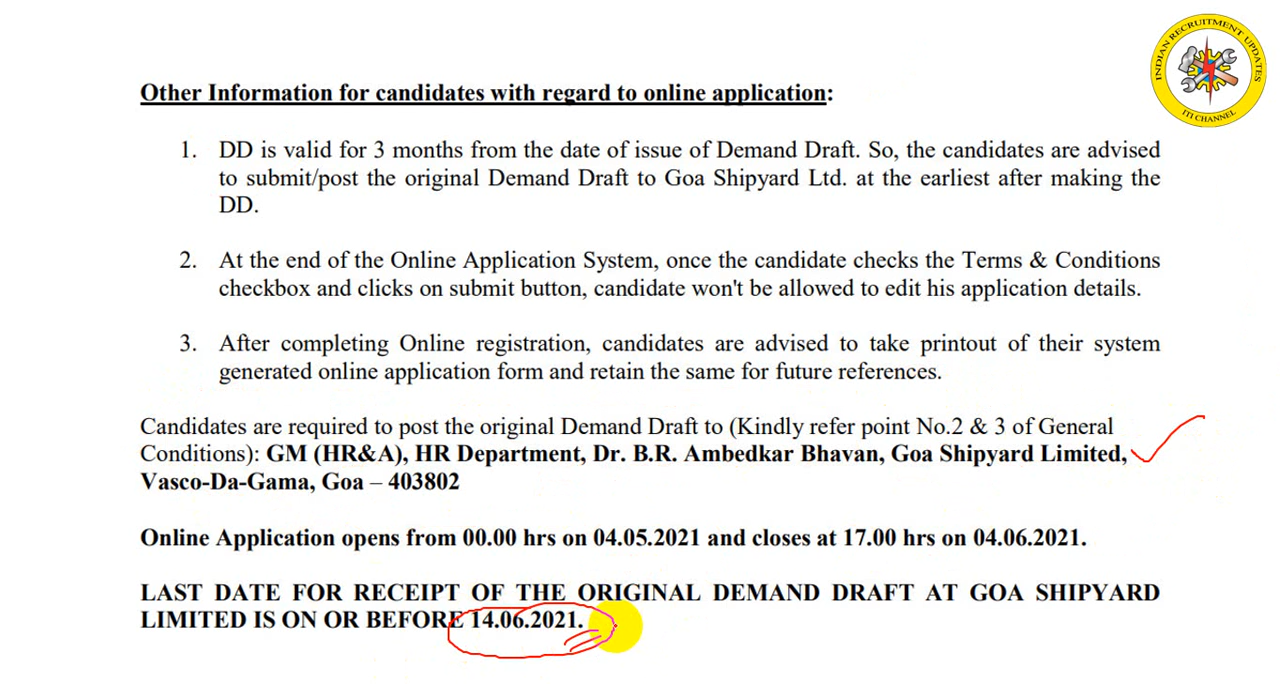 INDIAN RECRUITMENT UPDATES
ITI CHANNEL
Other Information for candidates with regard to online application:
1. DD is valid for 3 months from the date of issue of Demand Draft. So, the candidates are advised
to submit/post the original Demand Draft to Goa Shipyard Ltd. at the earliest after making the
DD.
2. At the end of the Online Application System, once the candidate checks the Terms & Conditions
checkbox and clicks on submit button, candidate won't be allowed to edit his application details.
3. After completing Online registration, candidates are advised to take printout of their system
generated online application form and retain the same for future references.
Candidates are required to post the original Demand Draft to (Kindly refer point No.2 & 3 of General
Conditions): GM (HR&A), HR Department, Dr. B.R. Ambedkar Bhavan, Goa Shipyard Limited,
Vasco-Da-Gama, Goa – 403802
Online Application opens from 00.00 hrs on 04.05.2021 and closes at 17.00 hrs on 04.06.2021.
LAST DATE FOR RECEIPT OF THE ORIGINAL DEMAND DRAFT AT GOA SHIPYARD
LIMITED IS ON OR BEFORE 14.06.2021.